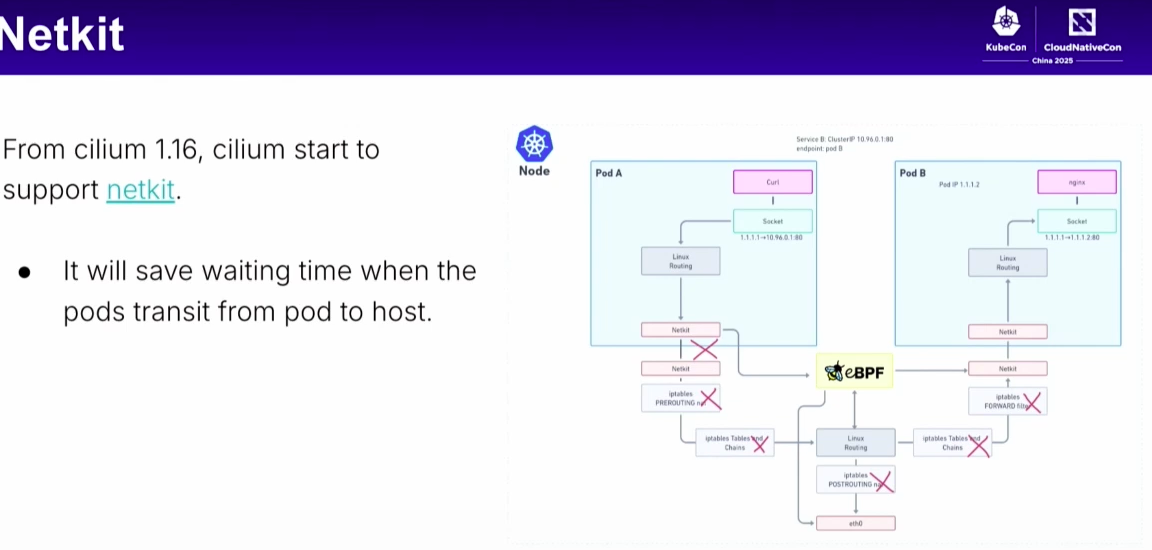 Netkit
KubeCon
CloudNativeCon
China 2025
From cilium 1.16, cilium start to
support netkit.
● It will save waiting time when the
pods transit from pod to host.
Node
Service B: ClusterIP 10.96.0.1:80
endpoint: pod B
Pod A
Curl
Socket
1.1.1.1→10.96.0.1:80
Linux
Routing
Netkit
Netkit
iptables
PREROUTING
iptables Tables and
Chains
eBPF
Linux
Routing
iptables
POSTROUTING
eth0
Pod B
Pod IP 1.1.1.2
nginx
Socket
1.1.1.1→1.1.1.2:80
Linux
Routing
Netkit
Netkit
iptables
FORWARD
iptables Tables and
Chains